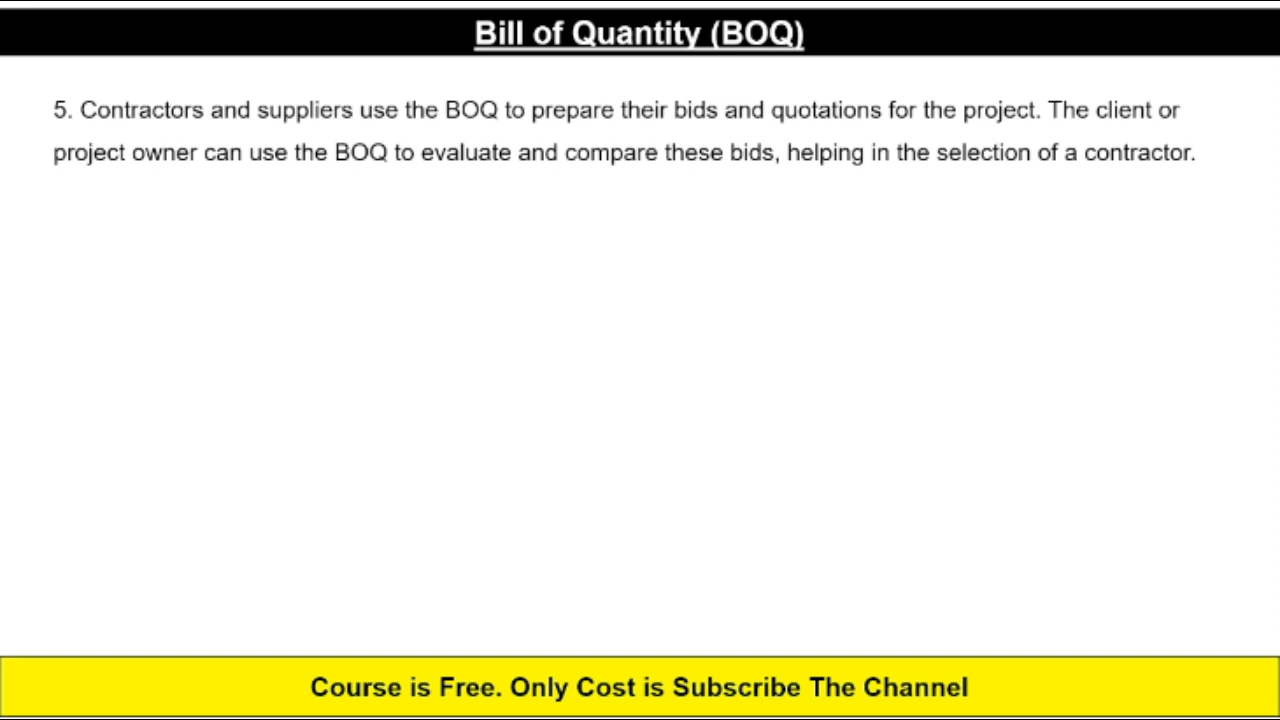 Bill of Quantity (BOQ)
5. Contractors and suppliers use the BOQ to prepare their bids and quotations for the project. The client or
project owner can use the BOQ to evaluate and compare these bids, helping in the selection of a contractor.
Course is Free. Only Cost is Subscribe The Channel